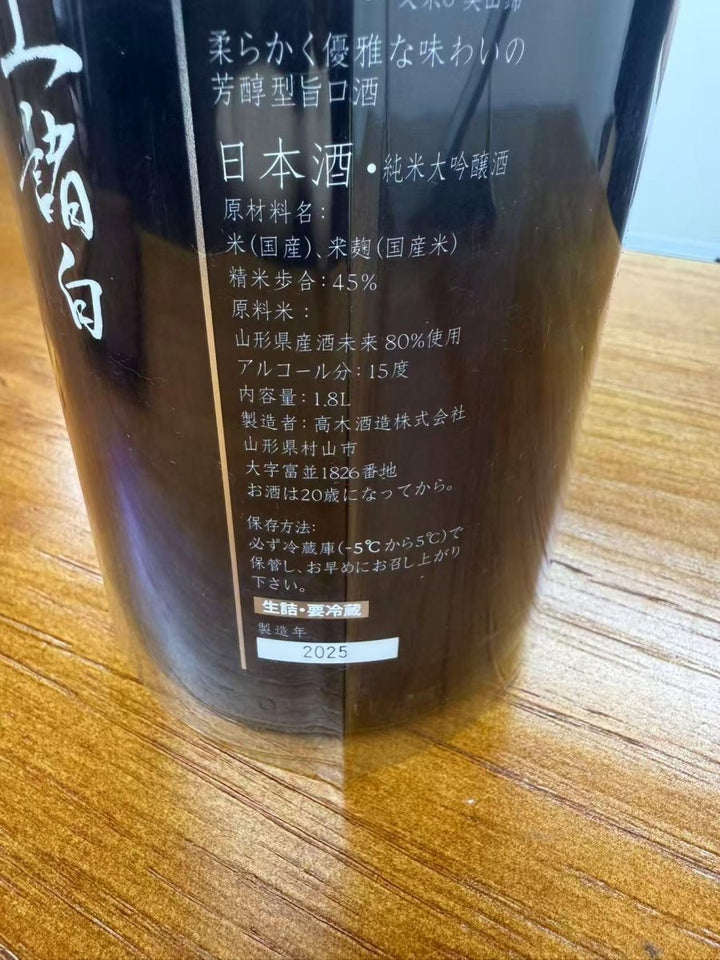 上諸白
柔らかく優雅な味わいの
芳醇型旨口酒
日本酒・純米大吟醸酒
原材料名:
米(国産)、米麹(国産米)
精米歩合:45%
原料米:
山形県産酒未来80%使用
アルコール分:15度
内容量:1.8L
製造者:高木酒造株式会社
山形県村山市
大字富並1826番地
お酒は20歳になってから。
保存方法:
必ず冷蔵庫(-5℃から5℃)で
保管し、お早めにお召し上がり
下さい。
生詰・要冷蔵
製造年
2025